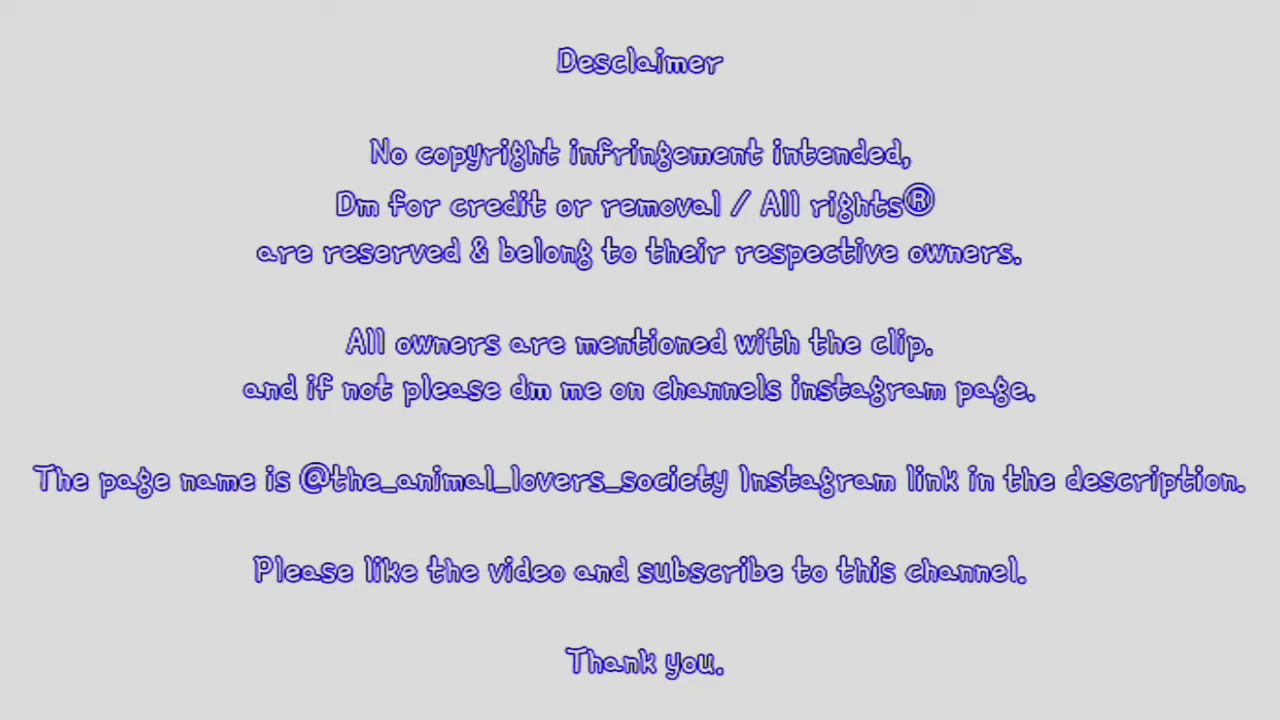 Desclaimer
No copyright infringement intended,
Dm for credit or removal / All rights®
are reserved & belong to their respective owners.
All owners are mentioned with the clip.
and if not please dm me on channels instagram page.
The page name is @the_animal_lovers_society Instagram link in the description.
Please like the video and subscribe to this channel.
Thank you.